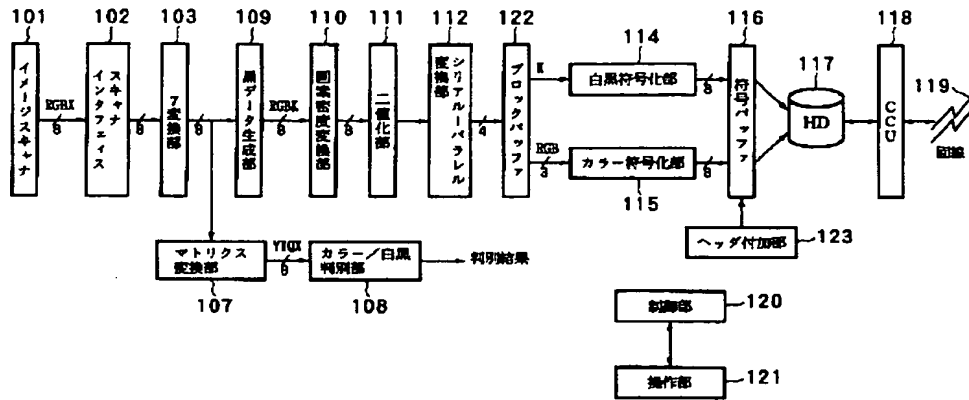 101
イメージスキャナ
RGBX
8
102
スキャナ
インタフェイス
8
103
γ変換部
8
109
黒データ生成部
RGBK
8
110
画素密度変換部
8
111
二値化部
112
シリアルーパラレル
変換部
4
122
ブロックバッファ
K
114
白黒符号化部
8
RGB
3
カラー符号化部
115
8
116
符号バッファ
117
HD
118
CCU
119
回線
マトリクス
変換部
107
YIQX
8
カラー/白黒
判別部
108
判別結果
ヘッダ付加部
123
制御部
120
操作部
121